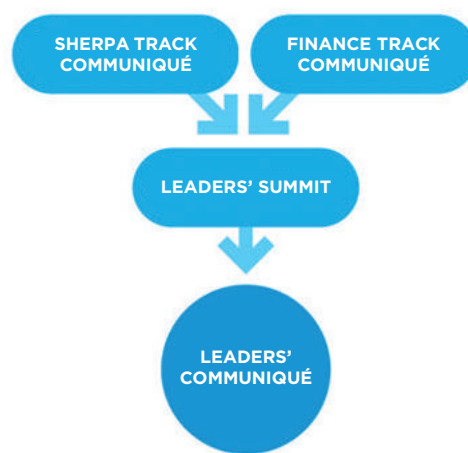 SHERPA TRACK
COMMUNIQUÉ
FINANCE TRACK
COMMUNIQUÉ
LEADERS’ SUMMIT
LEADERS’
COMMUNIQUÉ